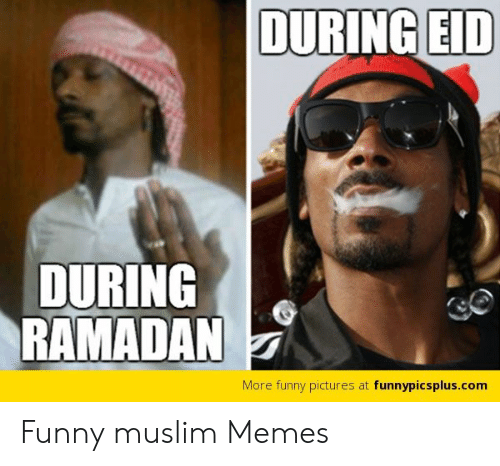 DURING EID
DURING
RAMADAN
More funny pictures at funnypicsplus.com
Funny muslim Memes